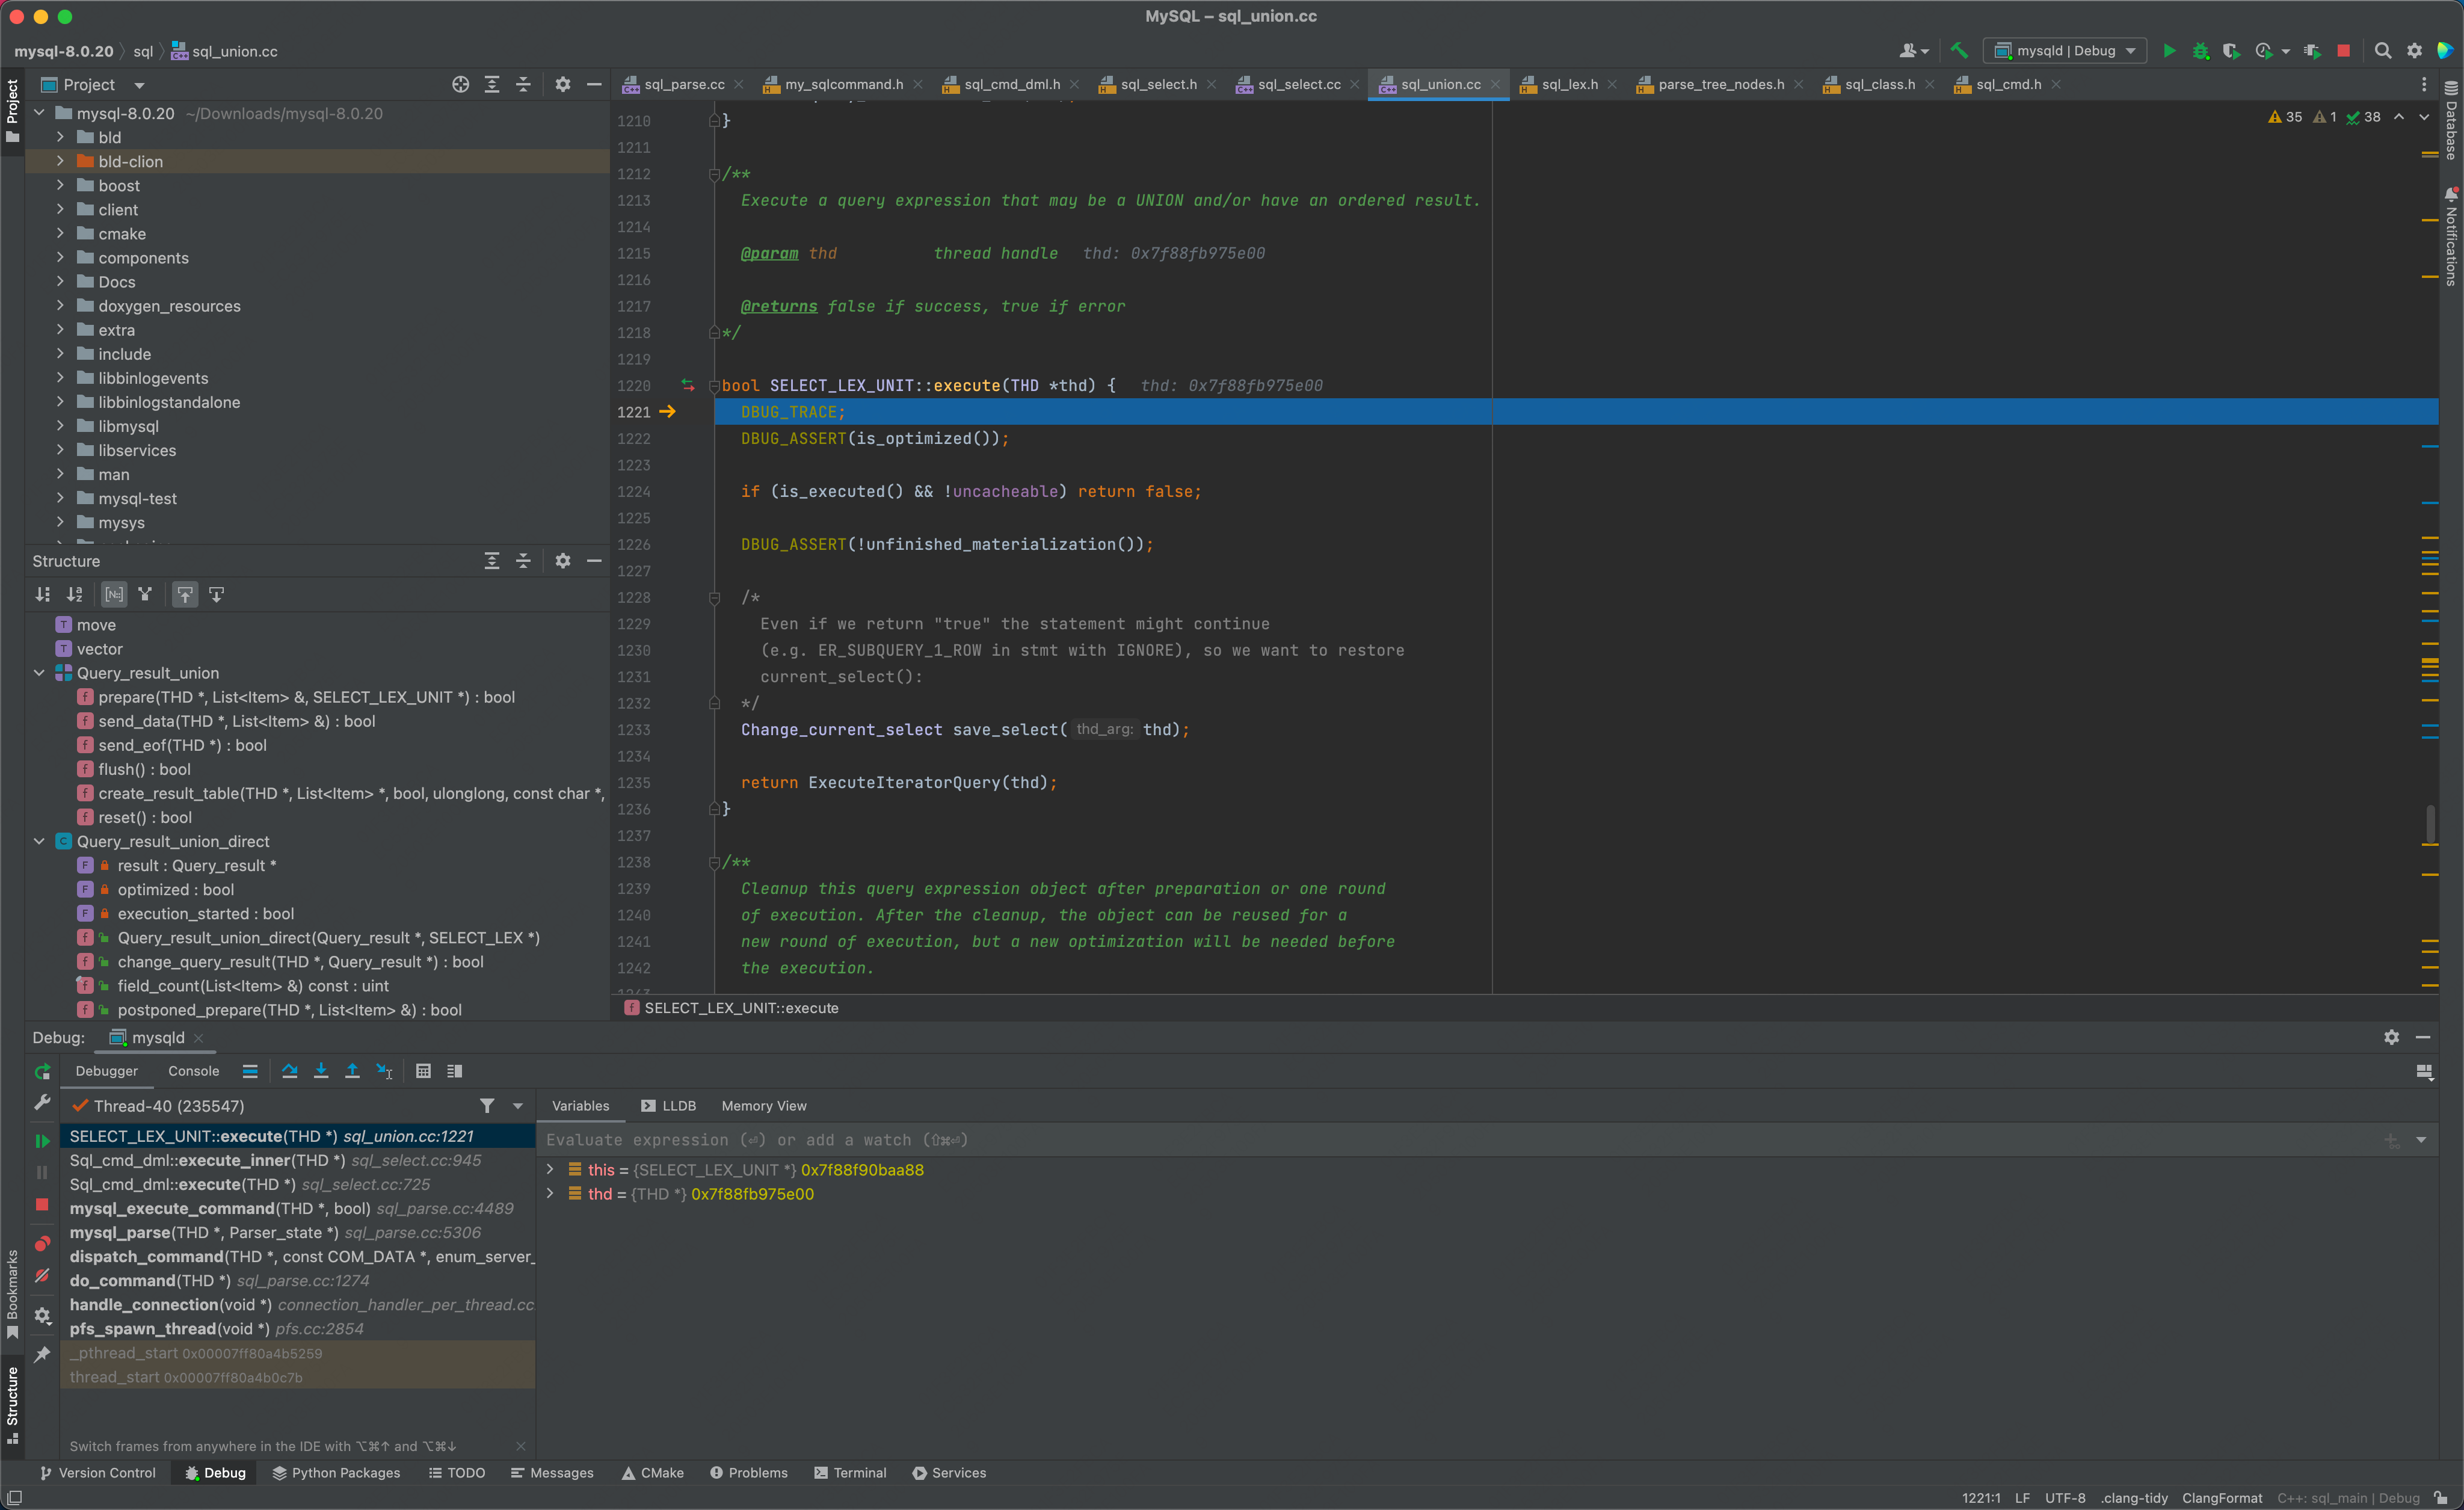 MySQL – sql_union.cc
mysql-8.0.20
sql
sql_union.cc
mysqld | Debug
Project
Project
sql_parse.cc
my_sqlcommand.h
sql_cmd_dml.h
sql_select.h
sql_select.cc
sql_union.cc
sql_lex.h
parse_tree_nodes.h
sql_class.h
sql_cmd.h
mysql-8.0.20 ~/Downloads/mysql-8.0.20
bld
bld-clion
boost
client
cmake
components
Docs
doxygen_resources
extra
include
libbinlogevents
libbinlogstandalone
libmysql
libservices
man
mysql-test
mysys
Structure
move
vector
Query_result_union
prepare(THD *, List<Item> &, SELECT_LEX_UNIT *) : bool
send_data(THD *, List<Item> &) : bool
send_eof(THD *) : bool
flush() : bool
create_result_table(THD *, List<Item> *, bool, ulonglong, const char *,
reset() : bool
Query_result_union_direct
result : Query_result *
optimized : bool
execution_started : bool
Query_result_union_direct(Query_result *, SELECT_LEX *)
change_query_result(THD *, Query_result *) : bool
field_count(List<Item> &) const : uint
postponed_prepare(THD *, List<Item> &) : bool
35 1 38
Database
Notifications
1210 }
1211
1212 /**
1213 Execute a query expression that may be a UNION and/or have an ordered result.
1214
1215 @param thd thread handle thd: 0x7f88fb975e00
1216
1217 @returns false if success, true if error
1218 */
1219
1220 bool SELECT_LEX_UNIT::execute(THD *thd) { thd: 0x7f88fb975e00
1221 DBUG_TRACE;
1222 DBUG_ASSERT(is_optimized());
1223
1224 if (is_executed() && !uncacheable) return false;
1225
1226 DBUG_ASSERT(!unfinished_materialization());
1227
1228 /*
1229 Even if we return "true" the statement might continue
1230 (e.g. ER_SUBQUERY_1_ROW in stmt with IGNORE), so we want to restore
1231 current_select():
1232 */
1233 Change_current_select save_select( thd_arg: thd);
1234
1235 return ExecuteIteratorQuery(thd);
1236 }
1237
1238 /**
1239 Cleanup this query expression object after preparation or one round
1240 of execution. After the cleanup, the object can be reused for a
1241 new round of execution, but a new optimization will be needed before
1242 the execution.
SELECT_LEX_UNIT::execute
Debug:
mysqld
Debugger
Console
Thread-40 (235547)
SELECT_LEX_UNIT::execute(THD *) sql_union.cc:1221
Sql_cmd_dml::execute_inner(THD *) sql_select.cc:945
Sql_cmd_dml::execute(THD *) sql_select.cc:725
mysql_execute_command(THD *, bool) sql_parse.cc:4489
mysql_parse(THD *, Parser_state *) sql_parse.cc:5306
dispatch_command(THD *, const COM_DATA *, enum_server_
do_command(THD *) sql_parse.cc:1274
handle_connection(void *) connection_handler_per_thread.cc
pfs_spawn_thread(void *) pfs.cc:2854
_pthread_start 0x00007ff80a4b5259
thread_start 0x00007ff80a4b0c7b
Switch frames from anywhere in the IDE with ⌥⌘↑ and ⌥⌘↓
Variables
LLDB
Memory View
Evaluate expression (⏎) or add a watch (⇧⌘⏎)
this = {SELECT_LEX_UNIT *} 0x7f88f90baa88
thd = {THD *} 0x7f88fb975e00
Bookmarks
Structure
Version Control
Debug
Python Packages
TODO
Messages
CMake
Problems
Terminal
Services
1221:1 LF UTF-8 .clang-tidy ClangFormat C++: sql_main | Debug